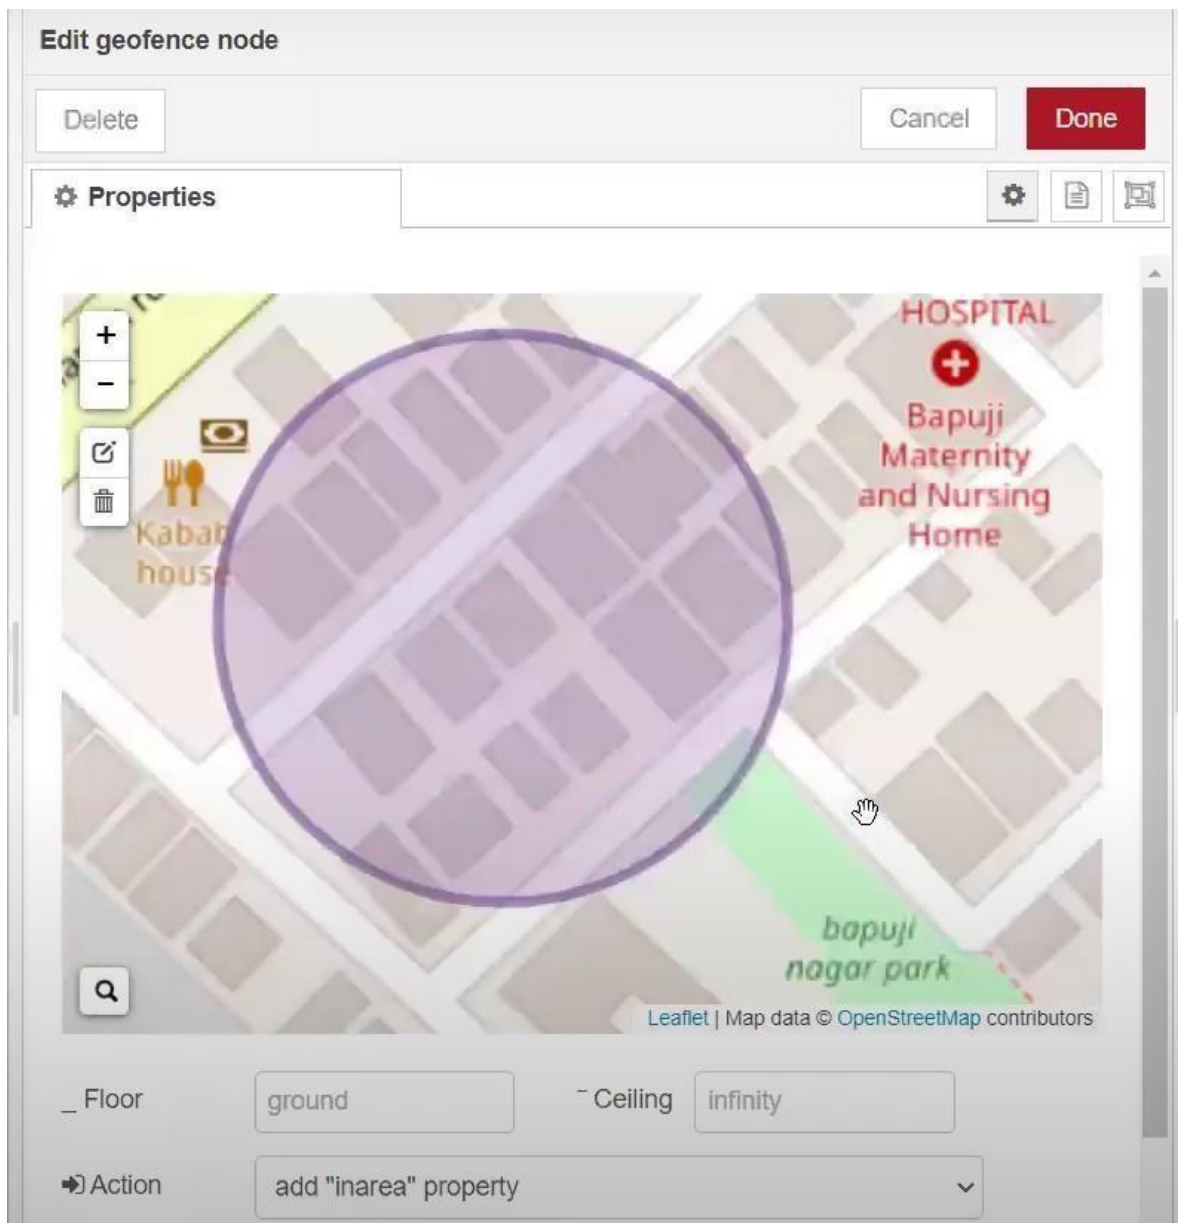 Edit geofence node
Delete
Cancel
Done
Properties
+
−
HOSPITAL
Bapuji
Maternity
and Nursing
Home
Kabab
house
bapuji
nagar park
Leaflet | Map data © OpenStreetMap contributors
_ Floor
ground
¯ Ceiling
infinity
Action
add "inarea" property